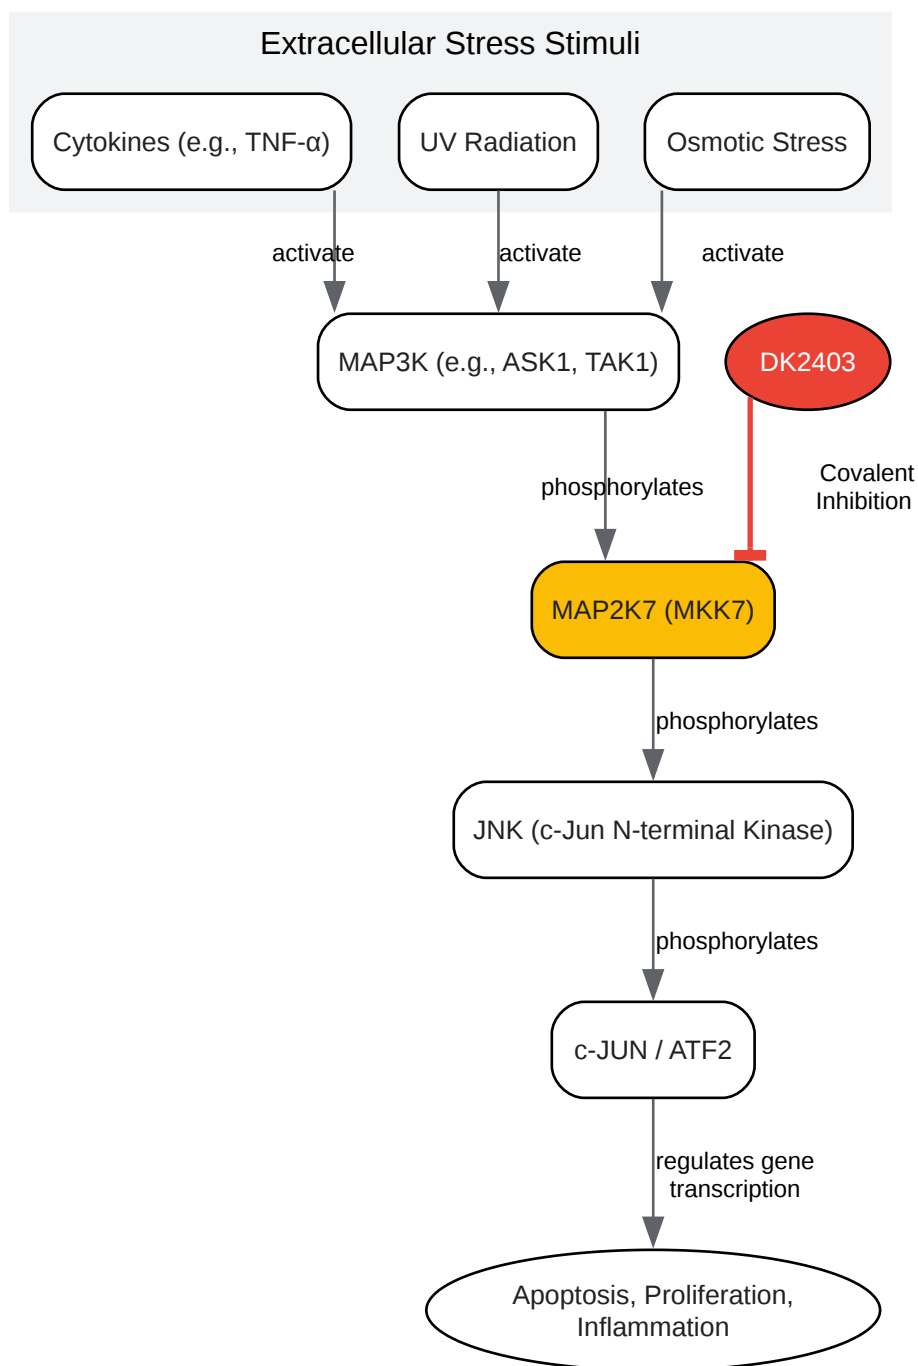 Extracellular Stress Stimuli
Cytokines (e.g., TNF-α)
UV Radiation
Osmotic Stress
activate
activate
activate
MAP3K (e.g., ASK1, TAK1)
DK2403
phosphorylates
Covalent
Inhibition
MAP2K7 (MKK7)
phosphorylates
JNK (c-Jun N-terminal Kinase)
phosphorylates
c-JUN / ATF2
regulates gene
transcription
Apoptosis, Proliferation,
Inflammation